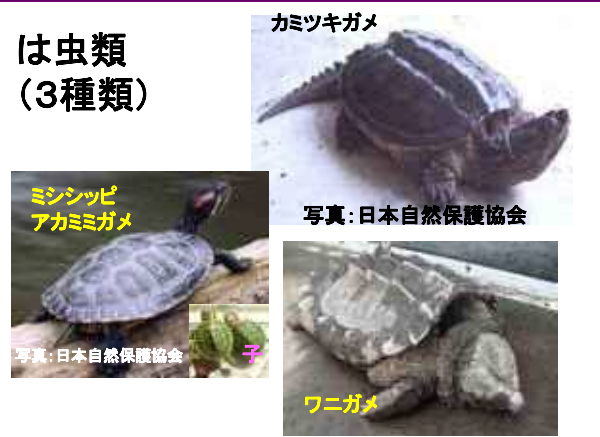 は虫類
（３種類）
カミツキガメ
写真：日本自然保護協会
ミシシッピ
アカミミガメ
写真：日本自然保護協会
子
ワニガメ